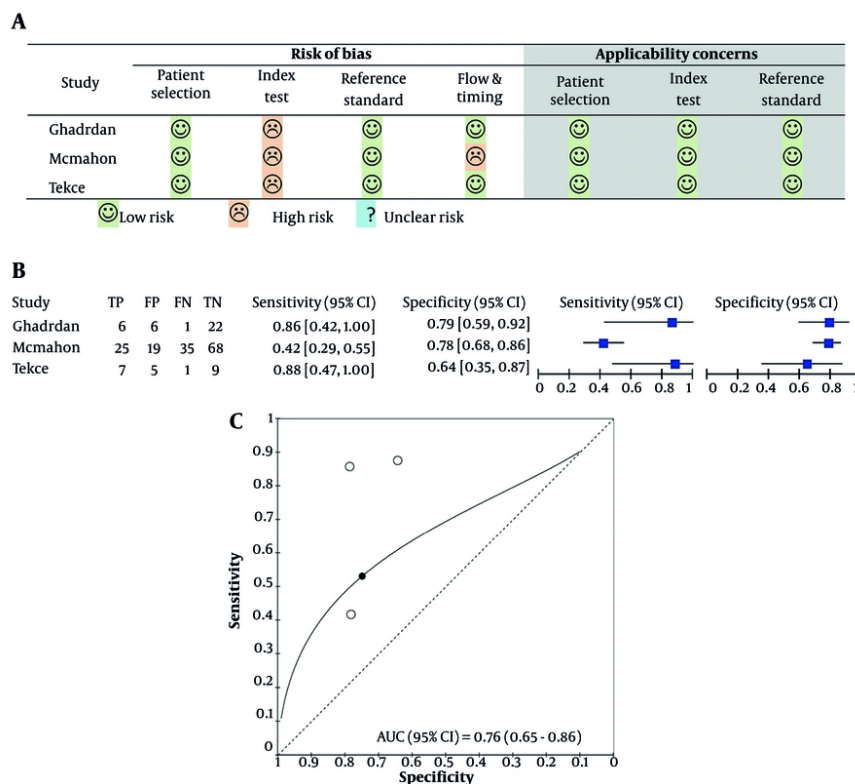 A
Risk of bias Applicability concerns
Study Patient selection Index test Reference standard Flow & timing Patient selection Index test Reference standard
Ghadrdan
Mcmahon
Tekce
Low risk High risk ? Unclear risk
B
Study TP FP FN TN Sensitivity (95% CI) Specificity (95% CI) Sensitivity (95% CI) Specificity (95% CI)
Ghadrdan 6 6 1 22 0.86 [0.42, 1.00] 0.79 [0.59, 0.92]
Mcmahon 25 19 35 68 0.42 [0.29, 0.55] 0.78 [0.68, 0.86]
Tekce 7 5 1 9 0.88 [0.47, 1.00] 0.64 [0.35, 0.87]
0 0.2 0.4 0.6 0.8 1 0 0.2 0.4 0.6 0.8 1
C
1
0.9
0.8
0.7
0.6
0.5
0.4
0.3
0.2
0.1
0
Sensitivity
AUC (95% CI) = 0.76 (0.65 - 0.86)
1 0.9 0.8 0.7 0.6 0.5 0.4 0.3 0.2 0.1 0
Specificity